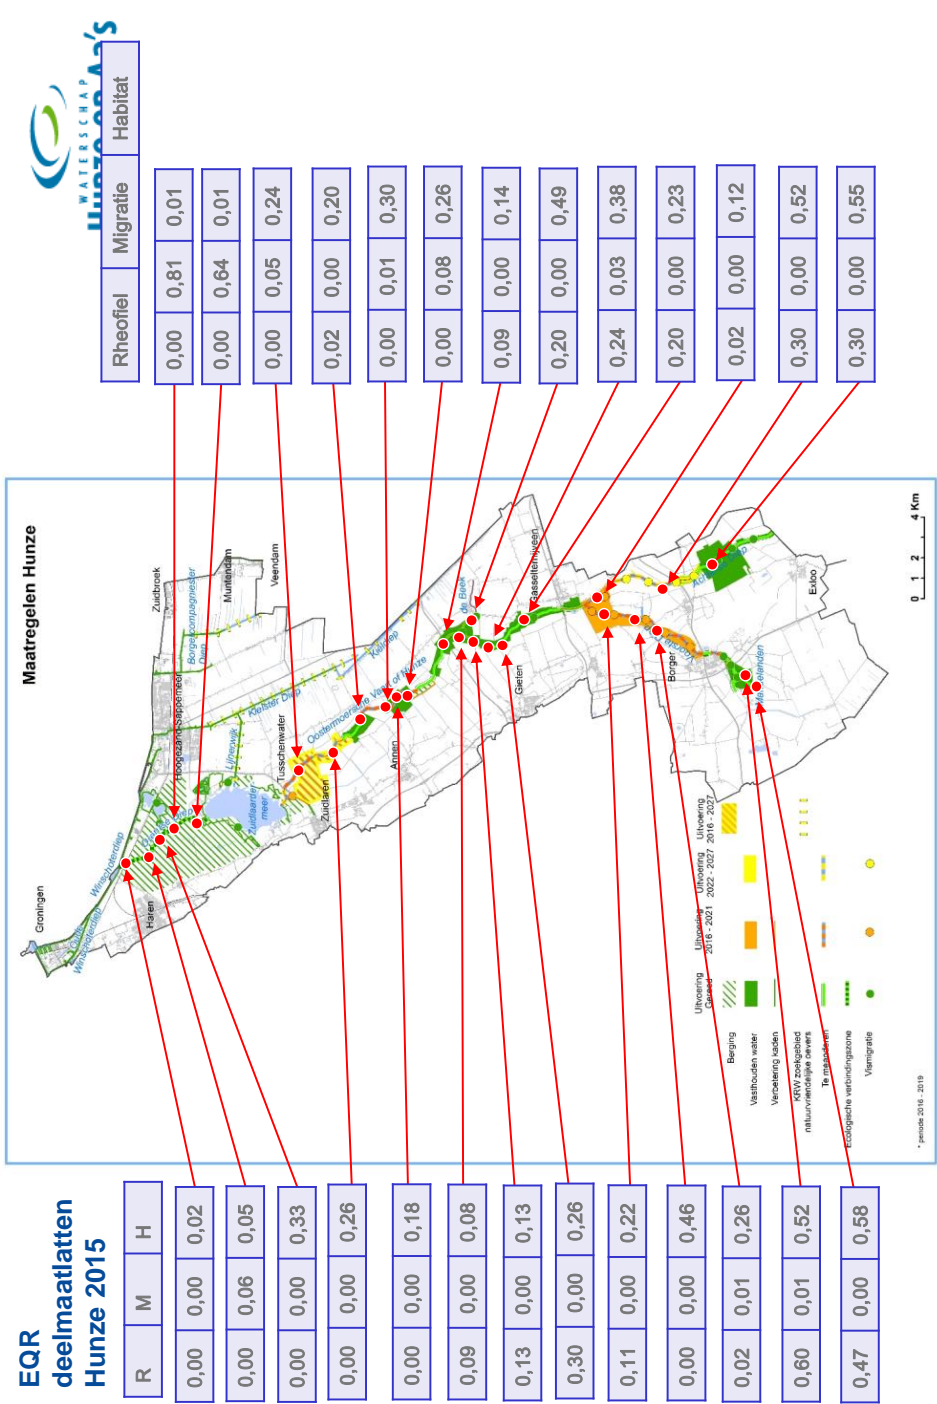 EQR
deelmaatlatten
Hunze 2015
R M H
0,00 0,00 0,02
0,00 0,06 0,05
0,00 0,00 0,33
0,00 0,00 0,26
0,00 0,00 0,18
0,09 0,00 0,08
0,13 0,00 0,13
0,30 0,00 0,26
0,11 0,00 0,22
0,00 0,00 0,46
0,02 0,01 0,26
0,60 0,01 0,52
0,47 0,00 0,58
Maatregelen Hunze
Groningen
Winschoterdiep
Oude
Winschoterdiep
Haren
Hoogezand-Sappemeer
Zuidbroek
Borgercompagniester
Diep
Muntendam
Veendam
Kielster Diep
Lijnerwijk
Zuidlaarder
meer
Tusschenwater
Zuidlaren
Oostermoersche Vaart of Hunze
Annen
de Beek
Gasselternijveen
Gieten
Borger
Exloo
0 1 2 4 Km
Uitvoering
Gereed
Uitvoering
2016 - 2021
Uitvoering
2022 - 2027
Uitvoering
2016 - 2027
Berging
Vasthouden water
Verbetering kaden
KRW zoekgebied
natuurvriendelijke oevers
Te meanderen
Ecologische verbindingszone
Vismigratie
* periode 2016 - 2019
WATERSCHAP
Hunze en Aa's
Rheofiel Migratie Habitat
0,00 0,81 0,01
0,00 0,64 0,01
0,00 0,05 0,24
0,02 0,00 0,20
0,00 0,01 0,30
0,00 0,08 0,26
0,09 0,00 0,14
0,20 0,00 0,49
0,24 0,03 0,38
0,20 0,00 0,23
0,02 0,00 0,12
0,30 0,00 0,52
0,30 0,00 0,55